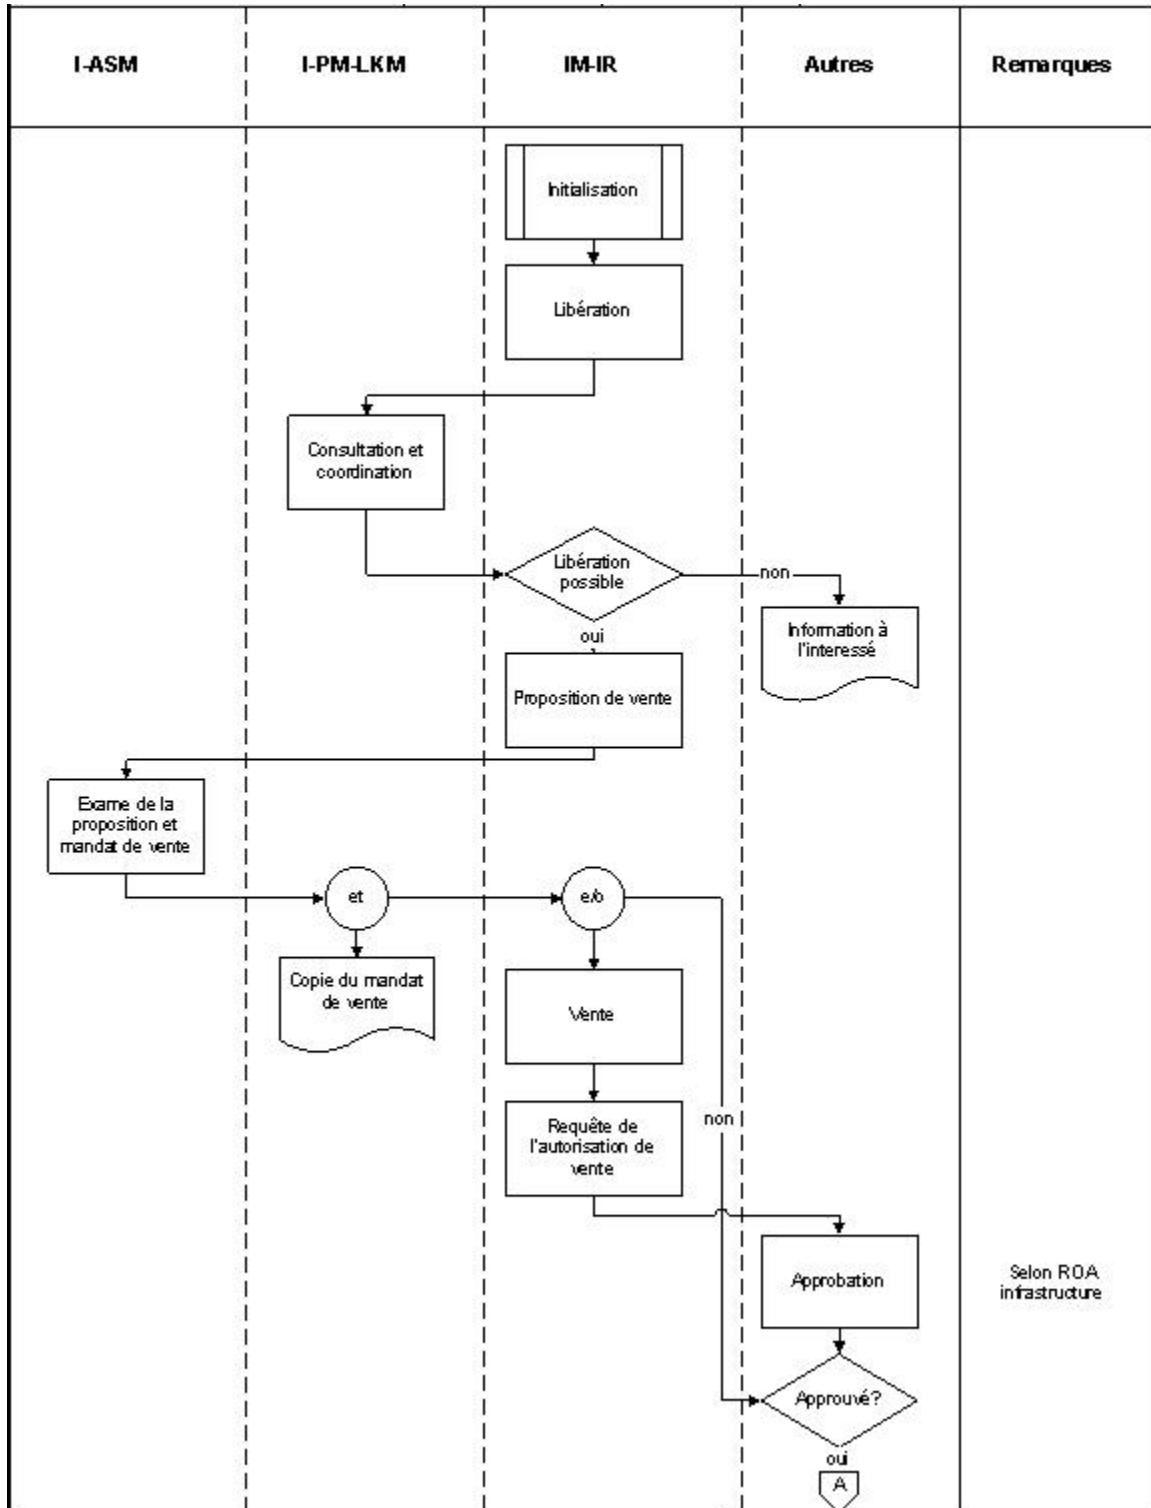 I-ASM
I-PM-LKM
IM-IR
Autres
Remarques
Initialisation
Libération
Consultation et
coordination
Libération
possible
non
oui
Information à
l'interessé
Proposition de vente
Exame de la
proposition et
mandat de vente
et
e/o
Copie du mandat
de vente
Vente
non
Requête de
l'autorisation de
vente
Approbation
Selon ROA
infrastructure
Approuvé?
oui
A